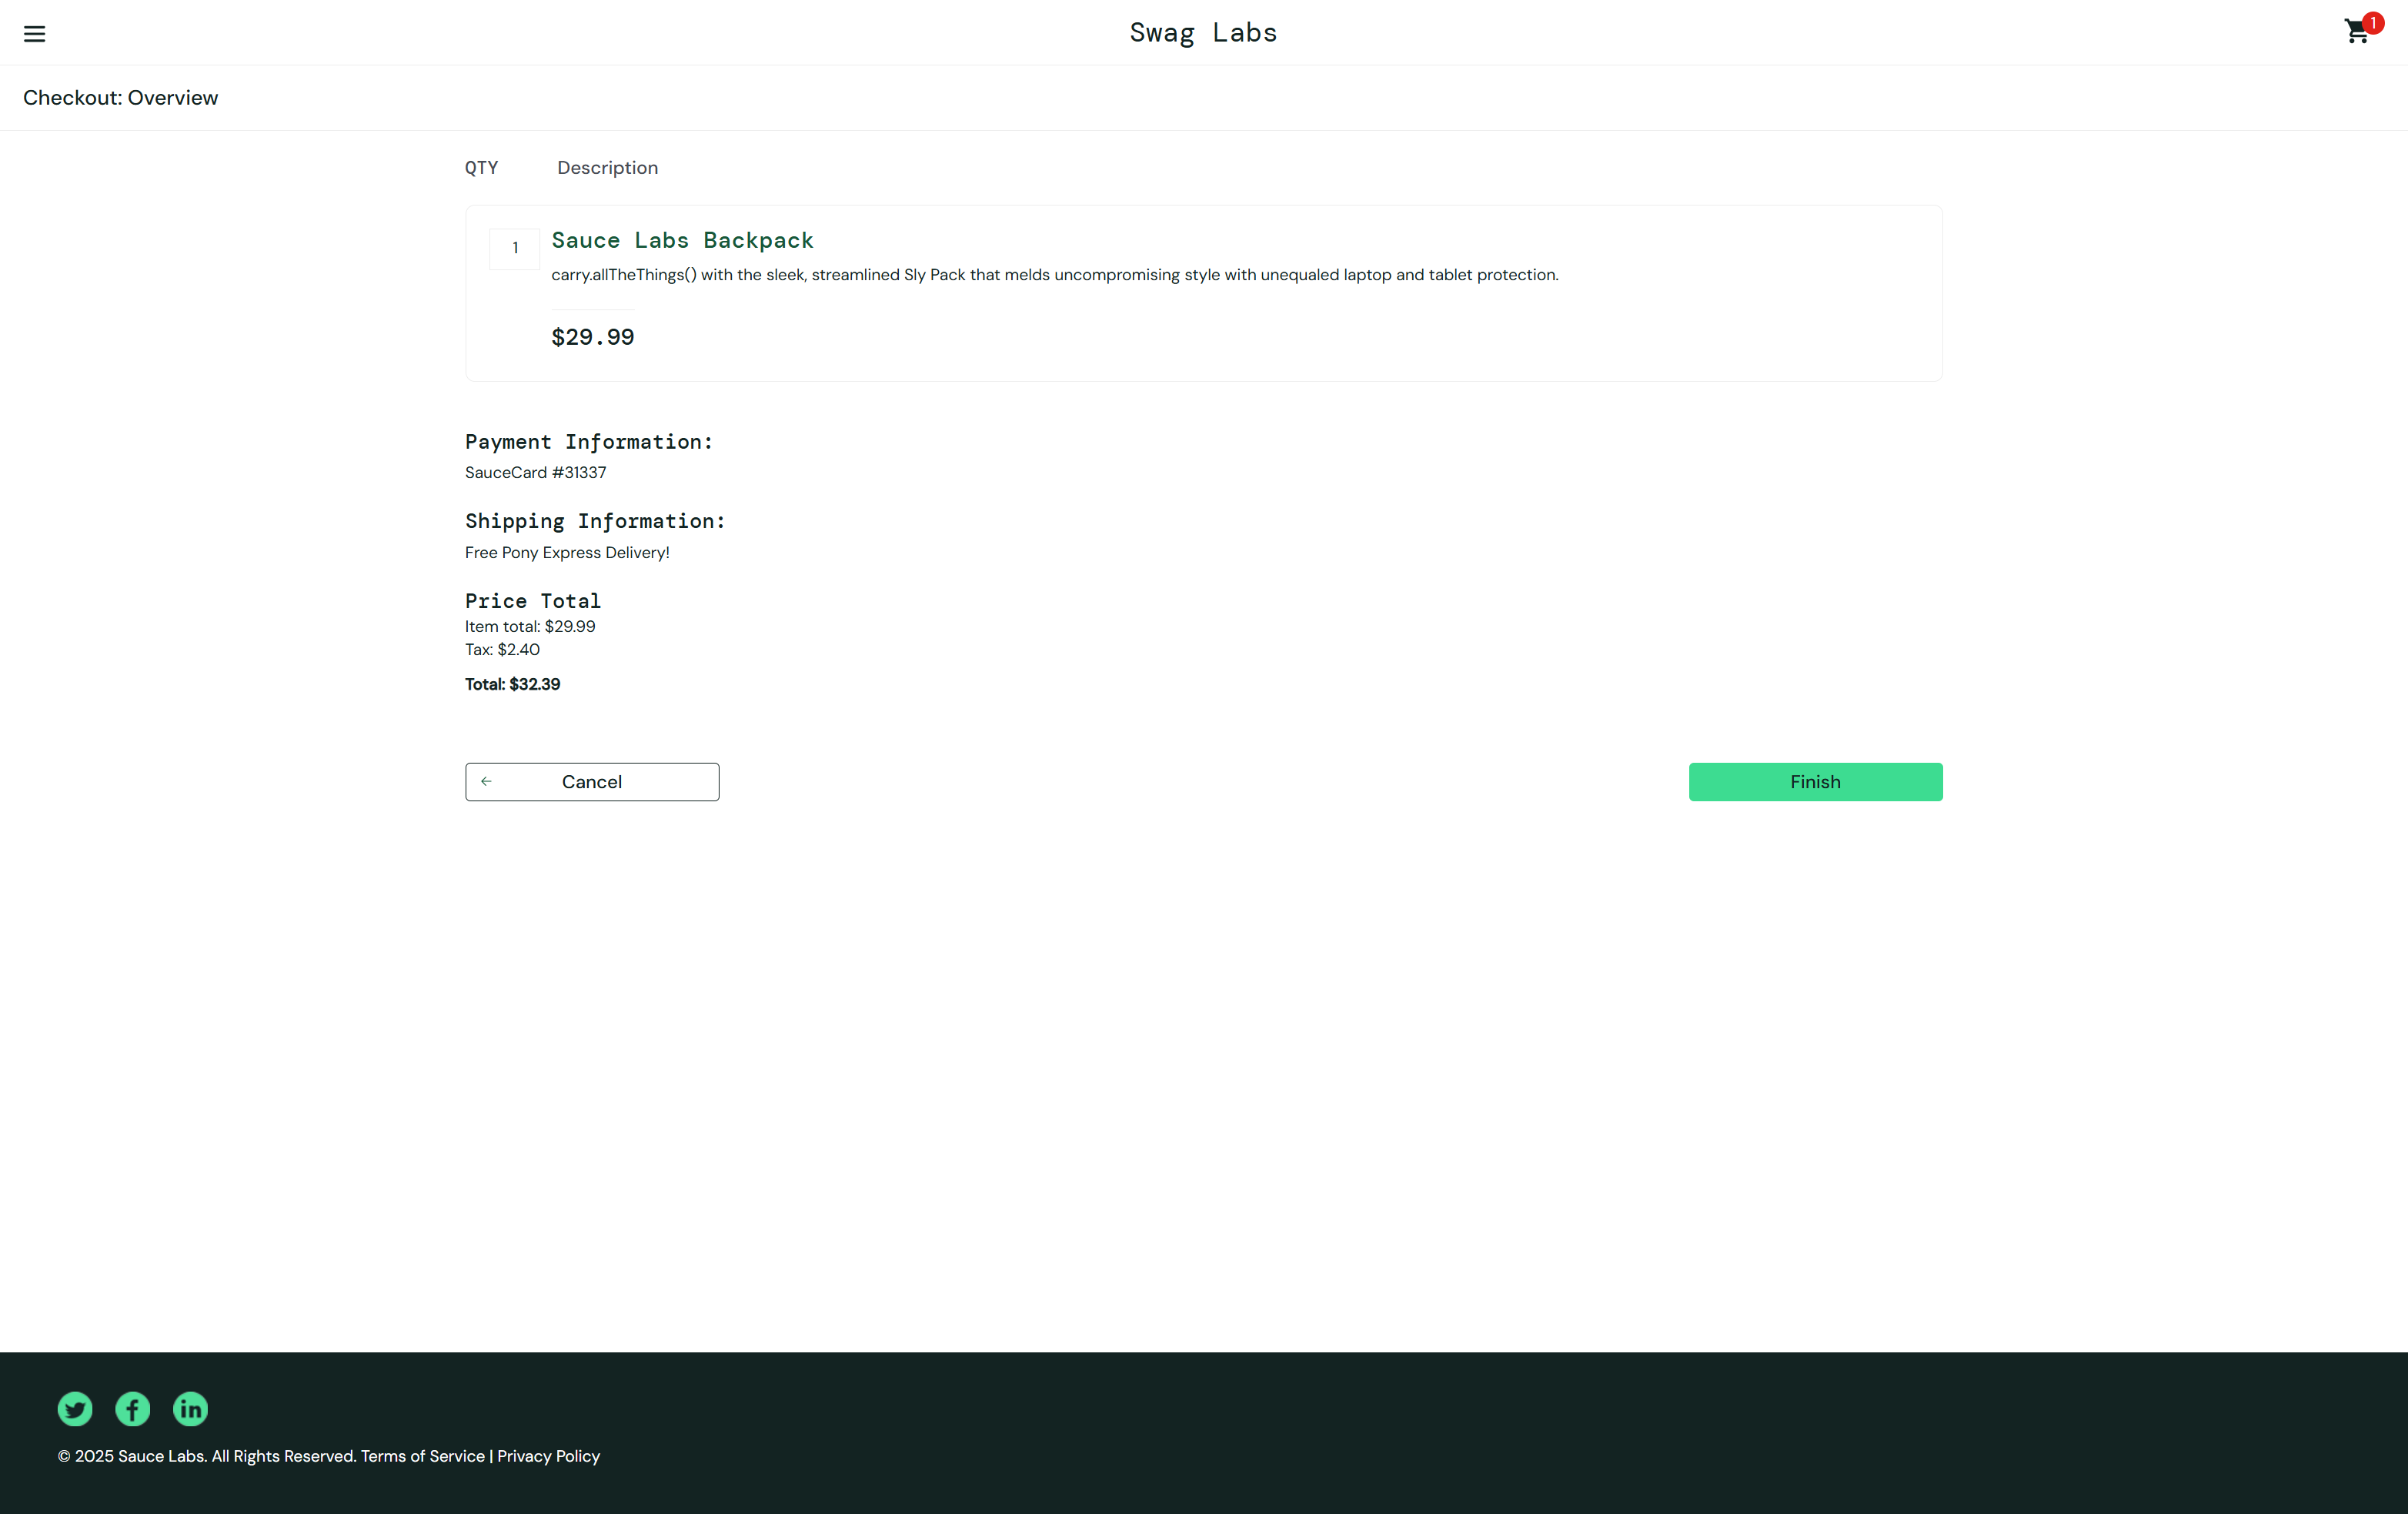 Swag Labs
1
Checkout: Overview
QTY Description
1
Sauce Labs Backpack
carry.allTheThings() with the sleek, streamlined Sly Pack that melds uncompromising style with unequaled laptop and tablet protection.
$29.99
Payment Information:
SauceCard #31337
Shipping Information:
Free Pony Express Delivery!
Price Total
Item total: $29.99
Tax: $2.40
Total: $32.39
Cancel
Finish
© 2025 Sauce Labs. All Rights Reserved. Terms of Service | Privacy Policy